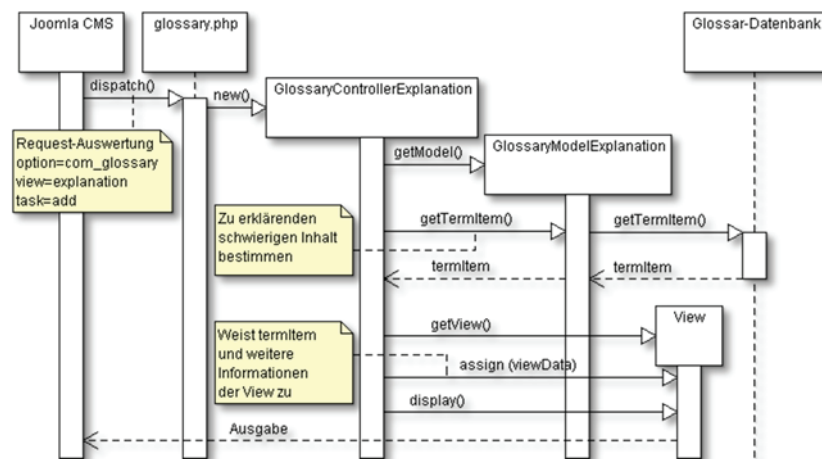 Joomla CMS
glossary.php
Glossar-Datenbank
dispatch()
new()
GlossaryControllerExplanation
Request-Auswertung
option=com_glossary
view=explanation
task=add
getModel()
GlossaryModelExplanation
Zu erklärenden
schwierigen Inhalt
bestimmen
getTermItem()
getTermItem()
termItem
termItem
getView()
View
Weist termItem
und weitere
Informationen
der View zu
assign (viewData)
display()
Ausgabe